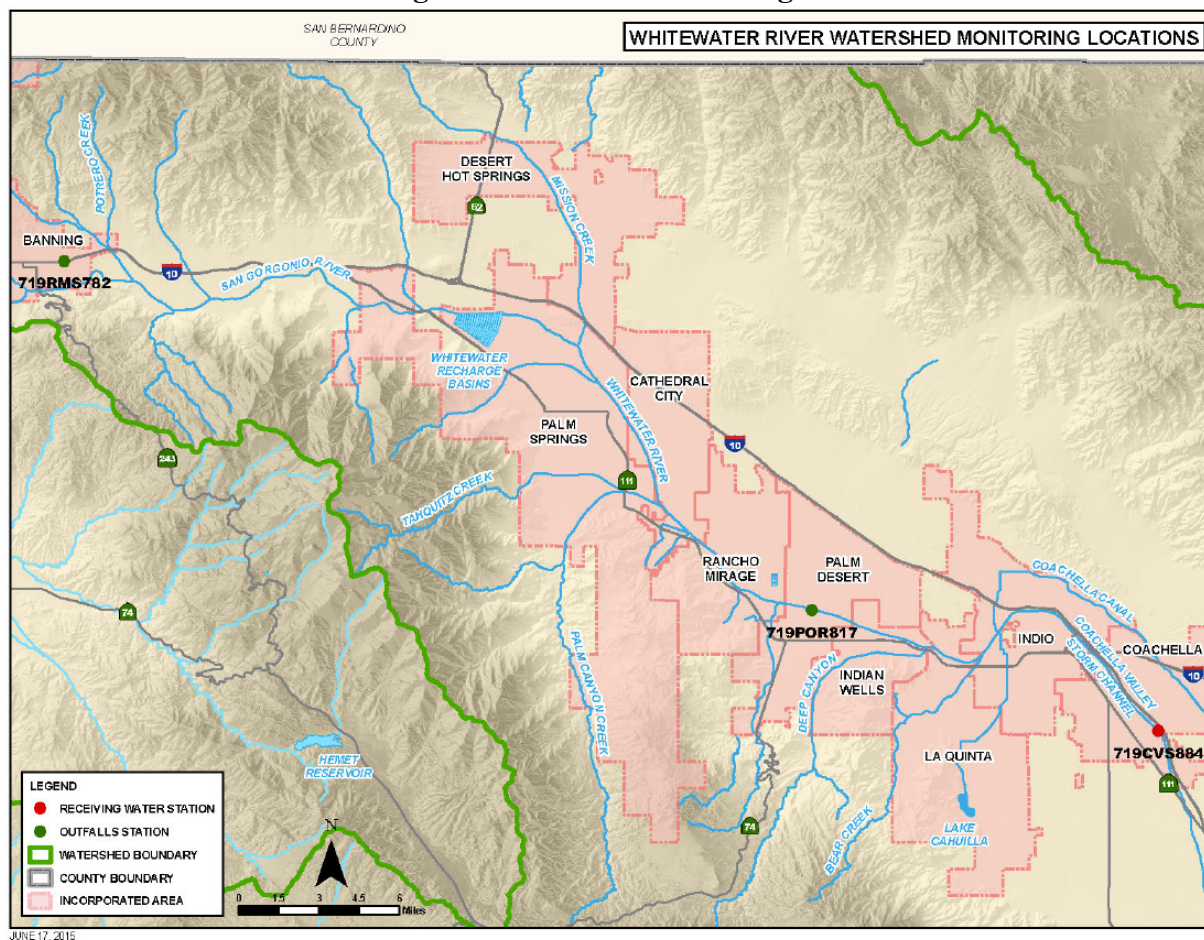 SAN BERNARDINO
COUNTY
WHITEWATER RIVER WATERSHED MONITORING LOCATIONS
POTRERO CREEK
DESERT
HOT SPRINGS
MISSION CREEK
62
BANNING
719RMS782
10
SAN GORGONIO RIVER
WHITEWATER
RECHARGE
BASINS
WHITEWATER RIVER
CATHEDRAL
CITY
PALM
SPRINGS
10
243
111
TAHQUITZ CREEK
RANCHO
MIRAGE
PALM
DESERT
COACHELLA CANAL
74
719POR817
PALM CANYON CREEK
DEEP CANYON
INDIAN
WELLS
INDIO
COACHELLA VALLEY
STORM CHANNEL
COACHELLA
10
HEMET
RESERVOIR
LA QUINTA
719CVS884
111
LAKE
CAHUILLA
BEAR CREEK
74
LEGEND
RECEIVING WATER STATION
OUTFALLS STATION
WATERSHED BOUNDARY
COUNTY BOUNDARY
INCORPORATED AREA
N
0 1.5 3 4.5 6
Miles
JUNE 17, 2015